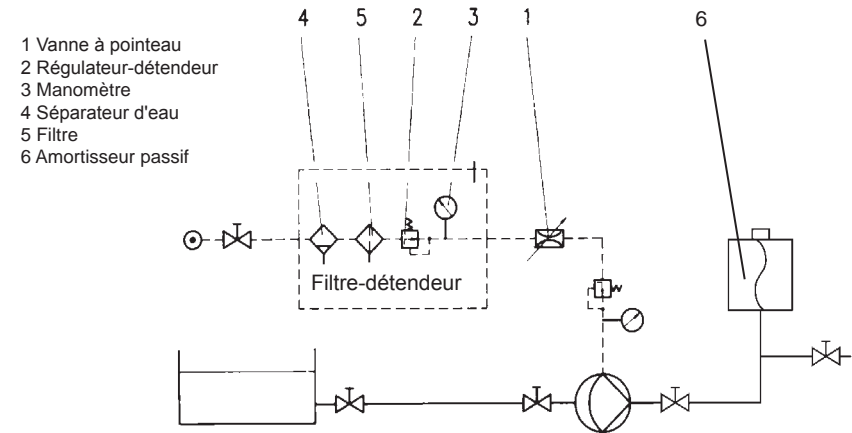 4 5 2 3 1 6
1 Vanne à pointeau
2 Régulateur-détendeur
3 Manomètre
4 Séparateur d'eau
5 Filtre
6 Amortisseur passif
Filtre-détendeur